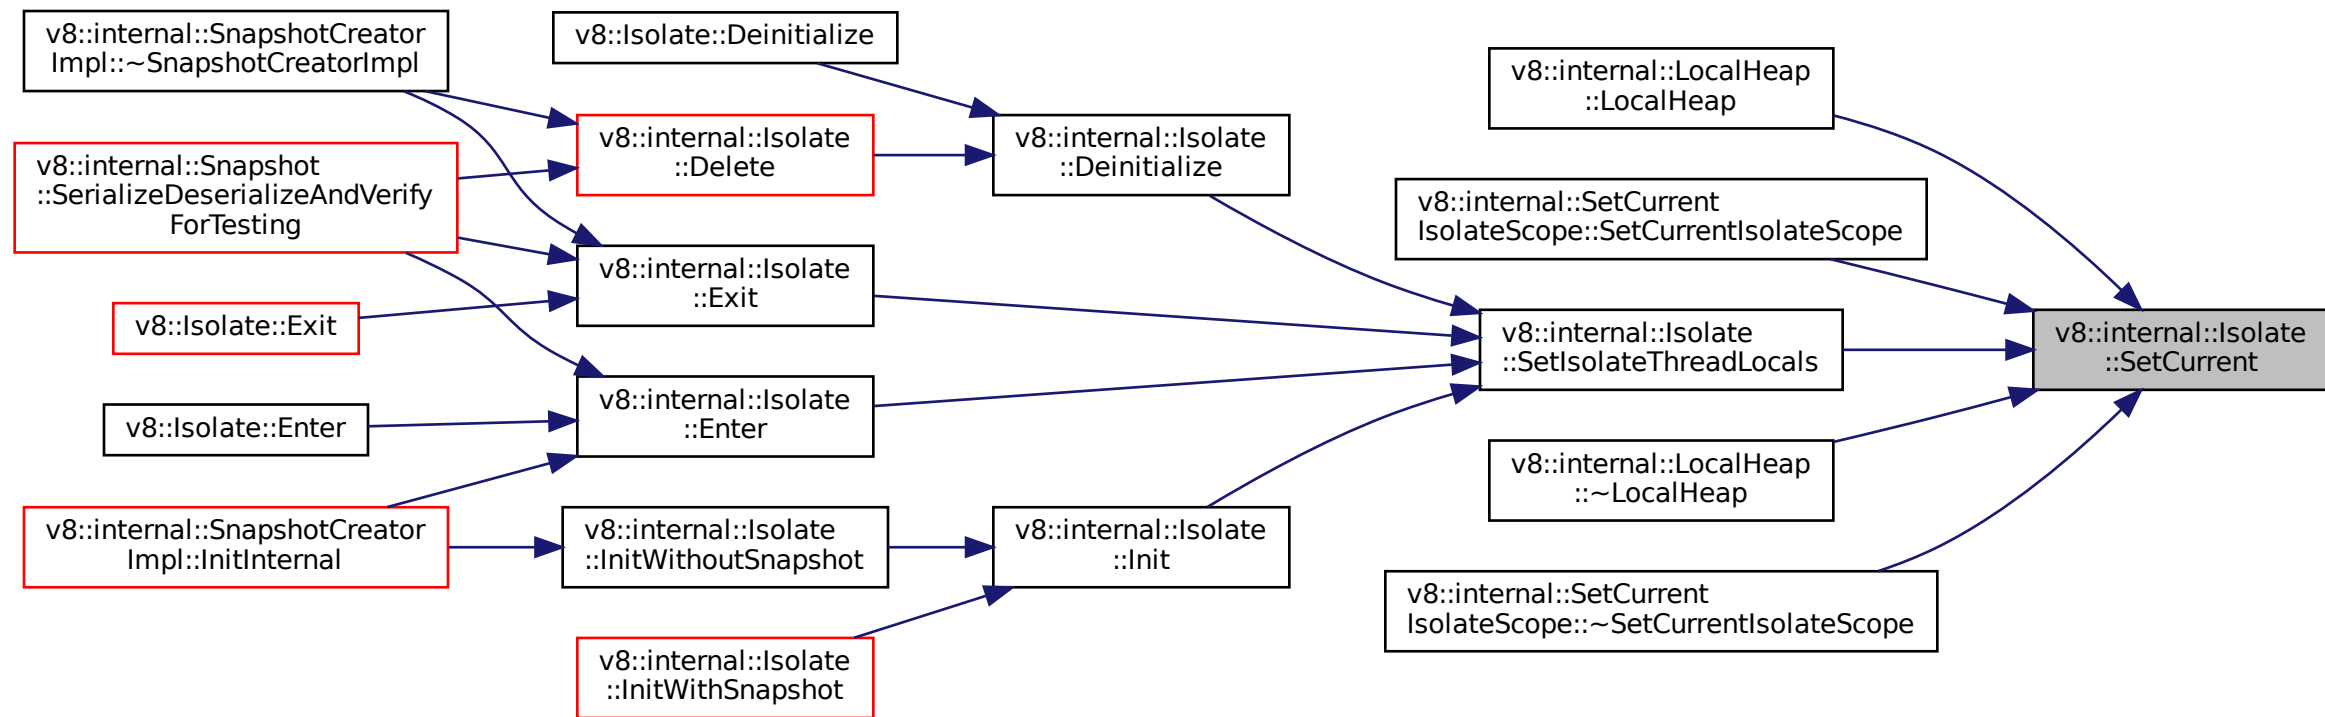 v8::internal::SnapshotCreator
Impl::~SnapshotCreatorImpl
v8::internal::Snapshot
::SerializeDeserializeAndVerify
ForTesting
v8::Isolate::Exit
v8::Isolate::Enter
v8::internal::SnapshotCreator
Impl::InitInternal
v8::Isolate::Deinitialize
v8::internal::Isolate
::Delete
v8::internal::Isolate
::Exit
v8::internal::Isolate
::Enter
v8::internal::Isolate
::InitWithoutSnapshot
v8::internal::Isolate
::InitWithSnapshot
v8::internal::Isolate
::Deinitialize
v8::internal::Isolate
::Init
v8::internal::LocalHeap
::LocalHeap
v8::internal::SetCurrent
IsolateScope::SetCurrentIsolateScope
v8::internal::Isolate
::SetIsolateThreadLocals
v8::internal::LocalHeap
::~LocalHeap
v8::internal::SetCurrent
IsolateScope::~SetCurrentIsolateScope
v8::internal::Isolate
::SetCurrent